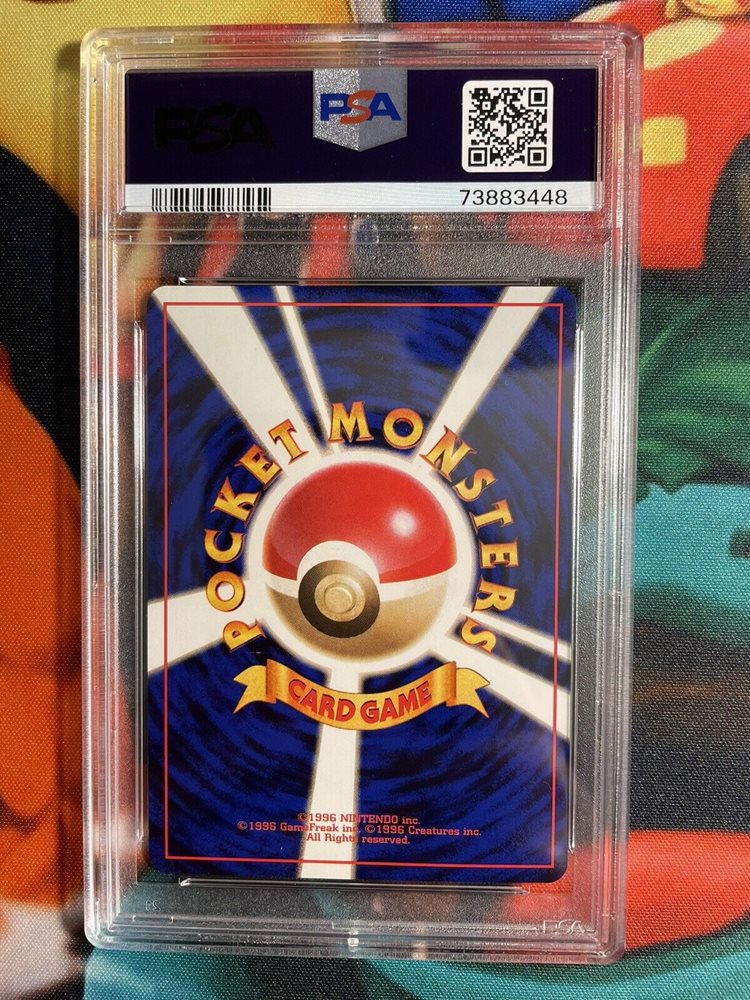 PSA
PSA
73883448
POCKET MONSTERS
CARD GAME
©1996 NINTENDO inc.
©1996 GameFreak inc. ©1996 Creatures inc.
All Rights reserved.
PSA